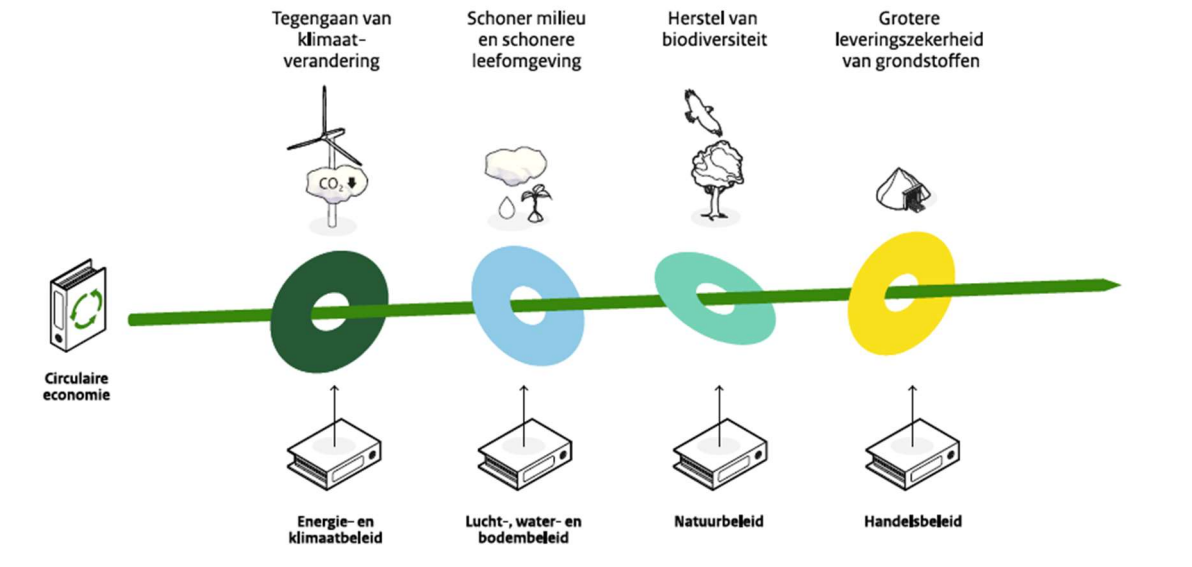 Tegengaan van
klimaat-
verandering
Schoner milieu
en schonere
leefomgeving
Herstel van
biodiversiteit
Grotere
leveringszekerheid
van grondstoffen
CO₂
Circulaire
economie
Energie- en
klimaatbeleid
Lucht-, water- en
bodembeleid
Natuurbeleid
Handelsbeleid